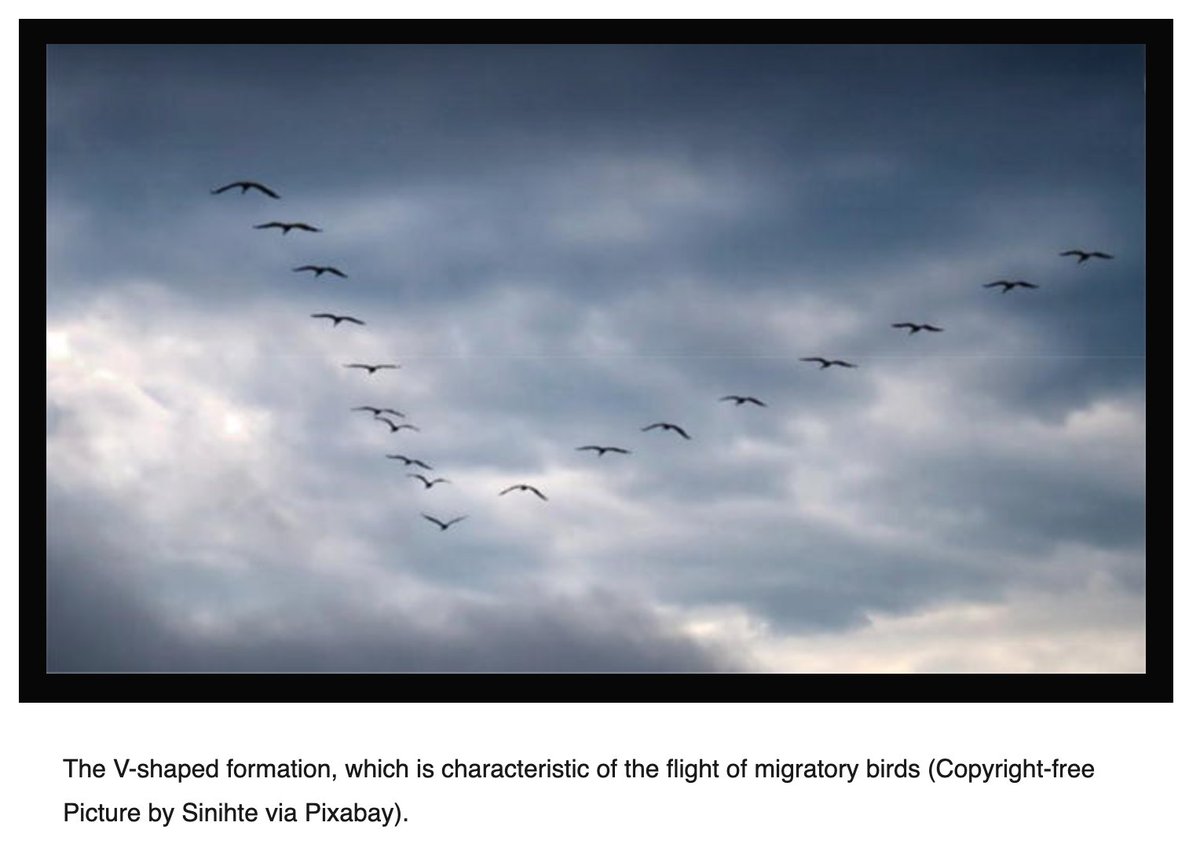 The V-shaped formation, which is characteristic of the flight of migratory birds (Copyright-free
Picture by Sinihte via Pixabay).